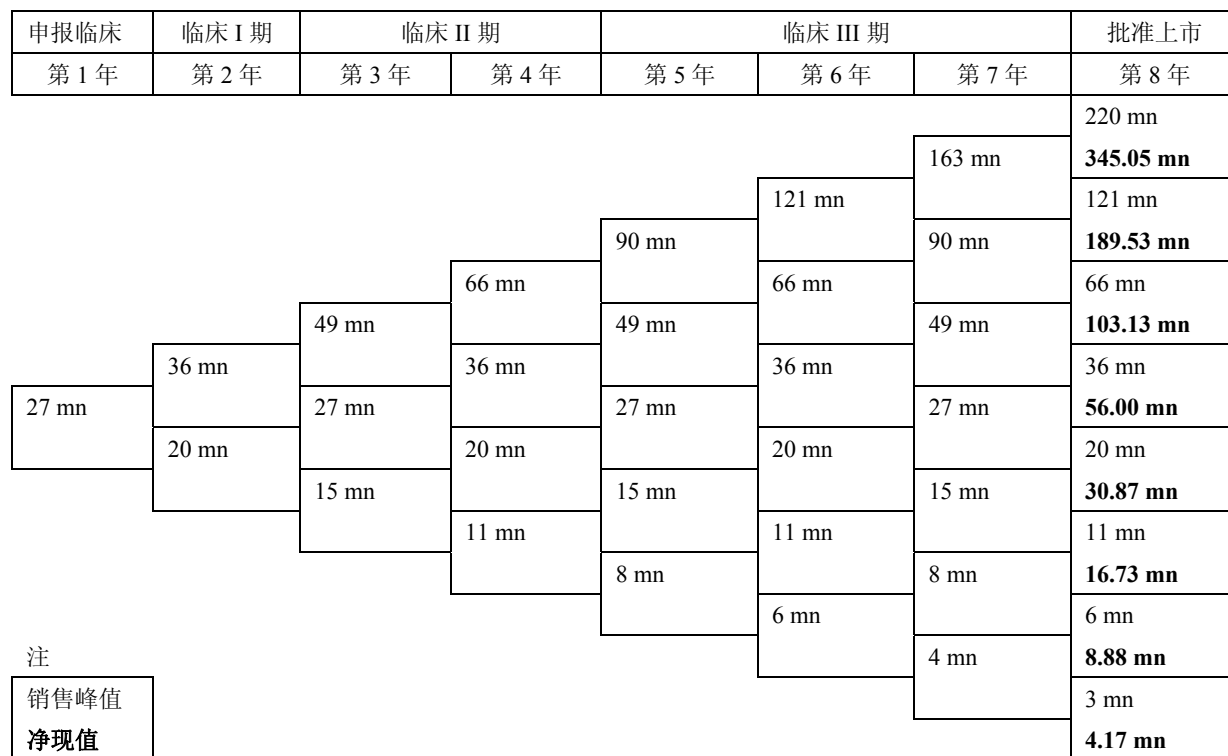 申报临床 临床 I 期 临床 II 期 临床 III 期 批准上市
第 1 年 第 2 年 第 3 年 第 4 年 第 5 年 第 6 年 第 7 年 第 8 年
220 mn
163 mn 345.05 mn
121 mn 121 mn
90 mn 90 mn 189.53 mn
66 mn 66 mn 66 mn
49 mn 49 mn 49 mn 103.13 mn
36 mn 36 mn 36 mn 36 mn
27 mn 27 mn 27 mn 27 mn 56.00 mn
20 mn 20 mn 20 mn 20 mn
15 mn 15 mn 15 mn 30.87 mn
11 mn 11 mn 11 mn
8 mn 8 mn 16.73 mn
6 mn 6 mn
注 4 mn 8.88 mn
销售峰值 3 mn
净现值 4.17 mn